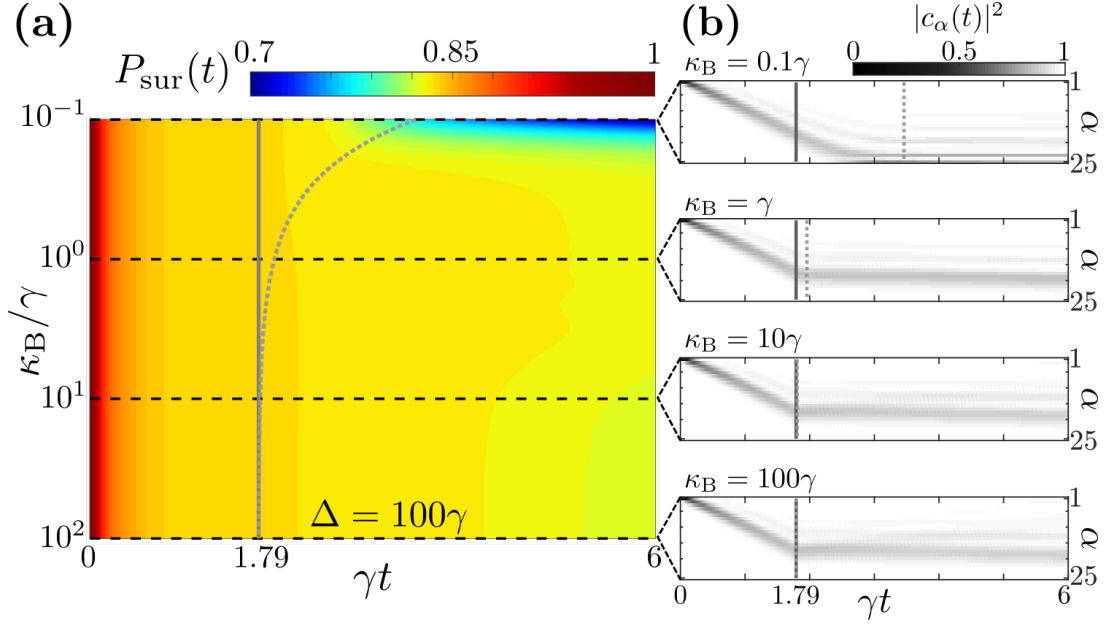 (a)
P_sur(t)
0.7 0.85 1
κ_B/γ
10^-1
10^0
10^1
10^2
Δ = 100γ
0 1.79 6
γt
(b)
|c_α(t)|^2
0 0.5 1
κ_B = 0.1γ
1
α
25
κ_B = γ
1
α
25
κ_B = 10γ
1
α
25
κ_B = 100γ
1
α
25
0 1.79 γt 6